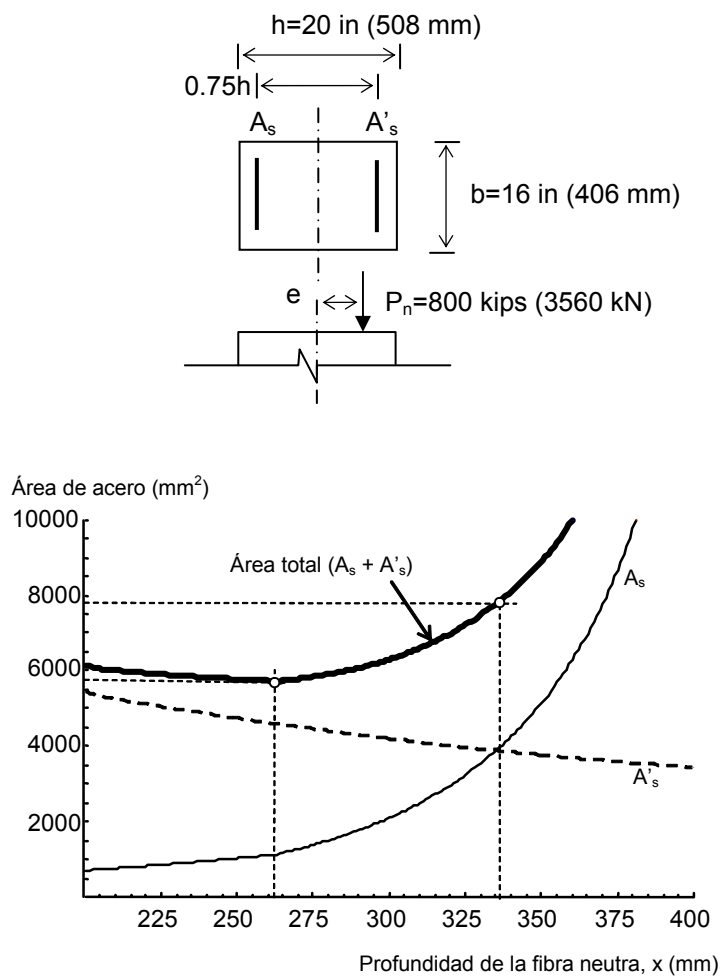 h=20 in (508 mm)
0.75h
Aₛ A'ₛ
b=16 in (406 mm)
e
Pₙ=800 kips (3560 kN)
Área de acero (mm²)
10000
8000
6000
4000
2000
Área total (Aₛ + A'ₛ)
Aₛ
A'ₛ
225 250 275 300 325 350 375 400
Profundidad de la fibra neutra, x (mm)